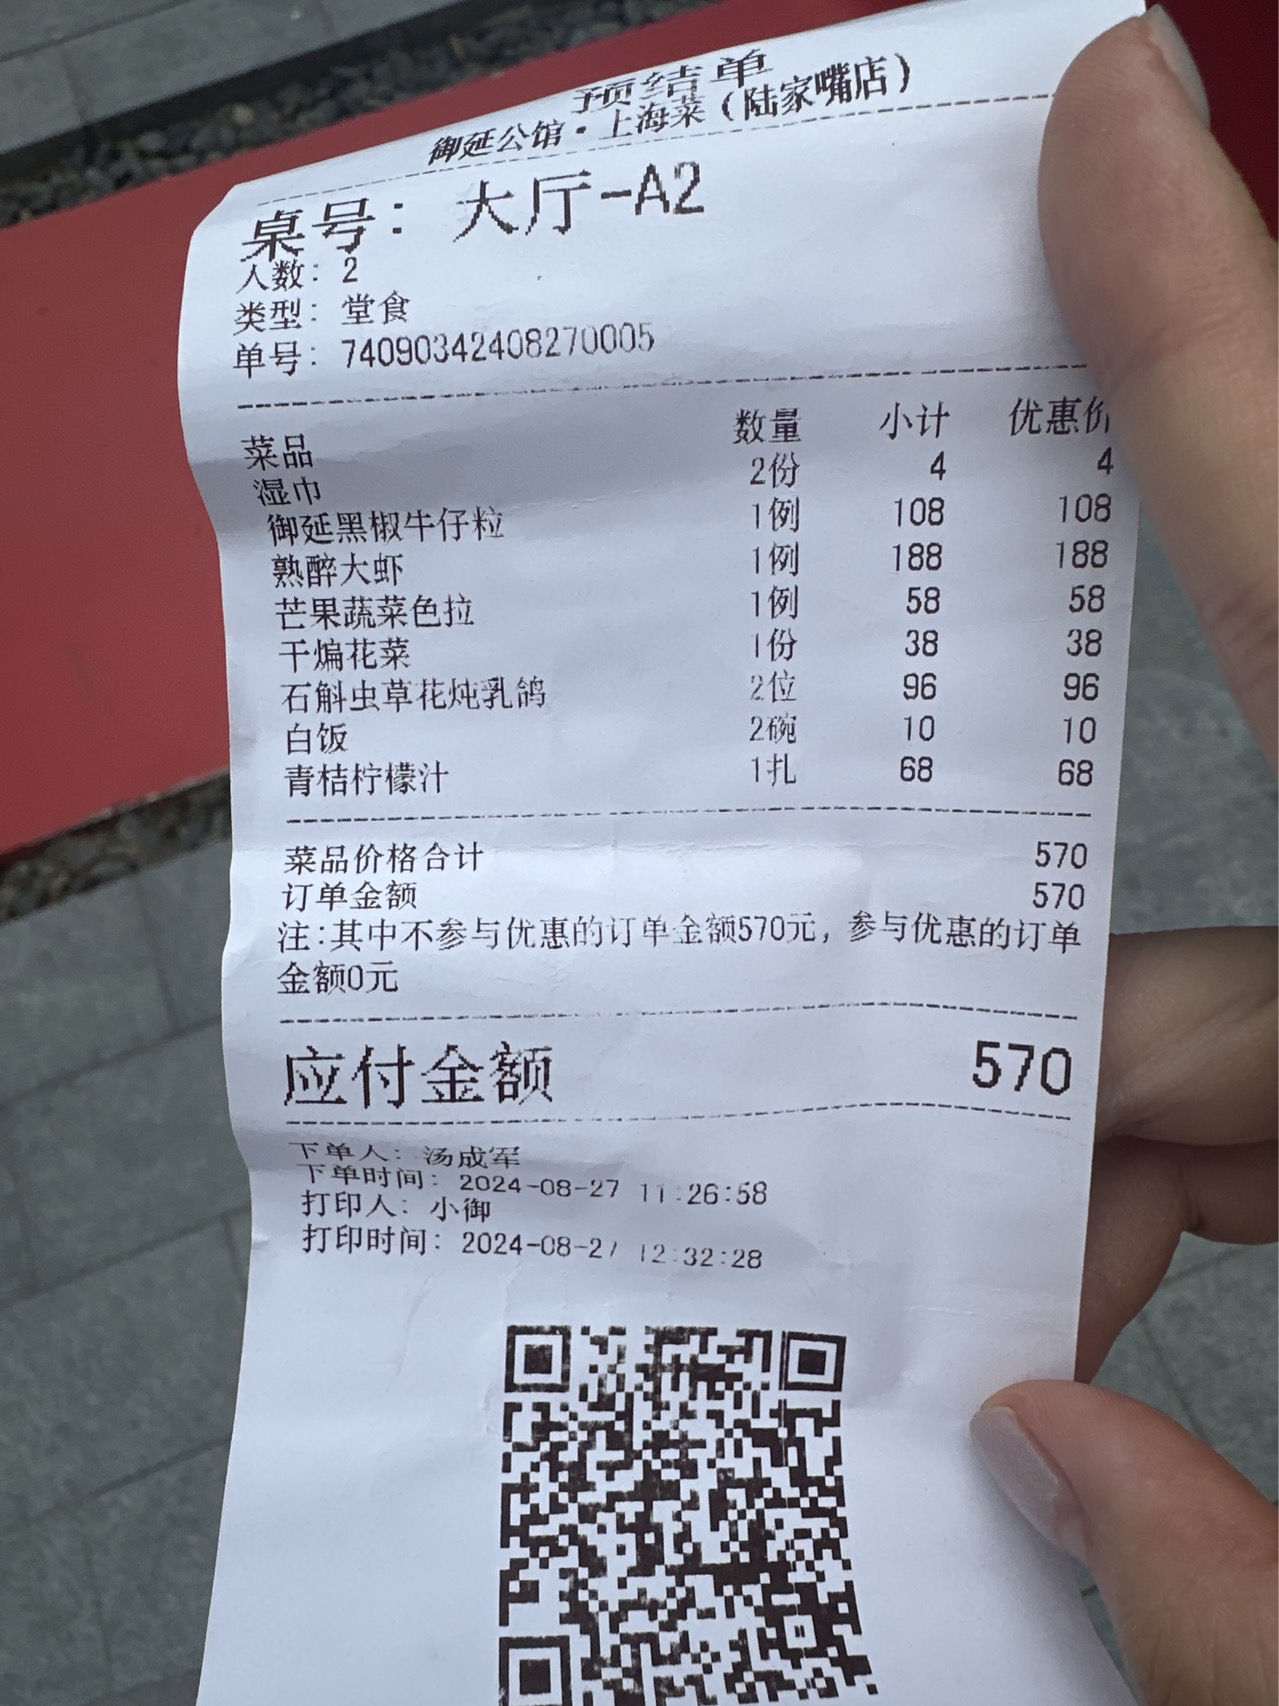 预结单
御延公馆·上海菜（陆家嘴店）
桌号：大厅-A2
人数：2
类型：堂食
单号：74090342408270005
菜品 数量 小计 优惠价
湿巾 2份 4 4
御延黑椒牛仔粒 1例 108 108
熟醉大虾 1例 188 188
芒果蔬菜色拉 1例 58 58
干煸花菜 1份 38 38
石斛虫草花炖乳鸽 2位 96 96
白饭 2碗 10 10
青桔柠檬汁 1扎 68 68
菜品价格合计 570
订单金额 570
注:其中不参与优惠的订单金额570元，参与优惠的订单
金额0元
应付金额 570
下单人：汤成军
下单时间：2024-08-27 11:26:58
打印人：小御
打印时间：2024-08-27 12:32:28